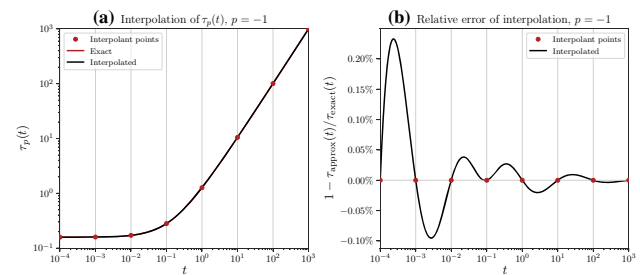 (a) Interpolation of τₚ(t), p = −1
Interpolant points
Exact
Interpolated
10³
10²
10¹
10⁰
10⁻¹
τₚ(t)
10⁻⁴ 10⁻³ 10⁻² 10⁻¹ 10⁰ 10¹ 10² 10³
t
(b) Relative error of interpolation, p = −1
Interpolant points
Interpolated
0.20%
0.15%
0.10%
0.05%
0.00%
−0.05%
−0.10%
1 − τapprox(t)/τexact(t)
10⁻⁴ 10⁻³ 10⁻² 10⁻¹ 10⁰ 10¹ 10² 10³
t